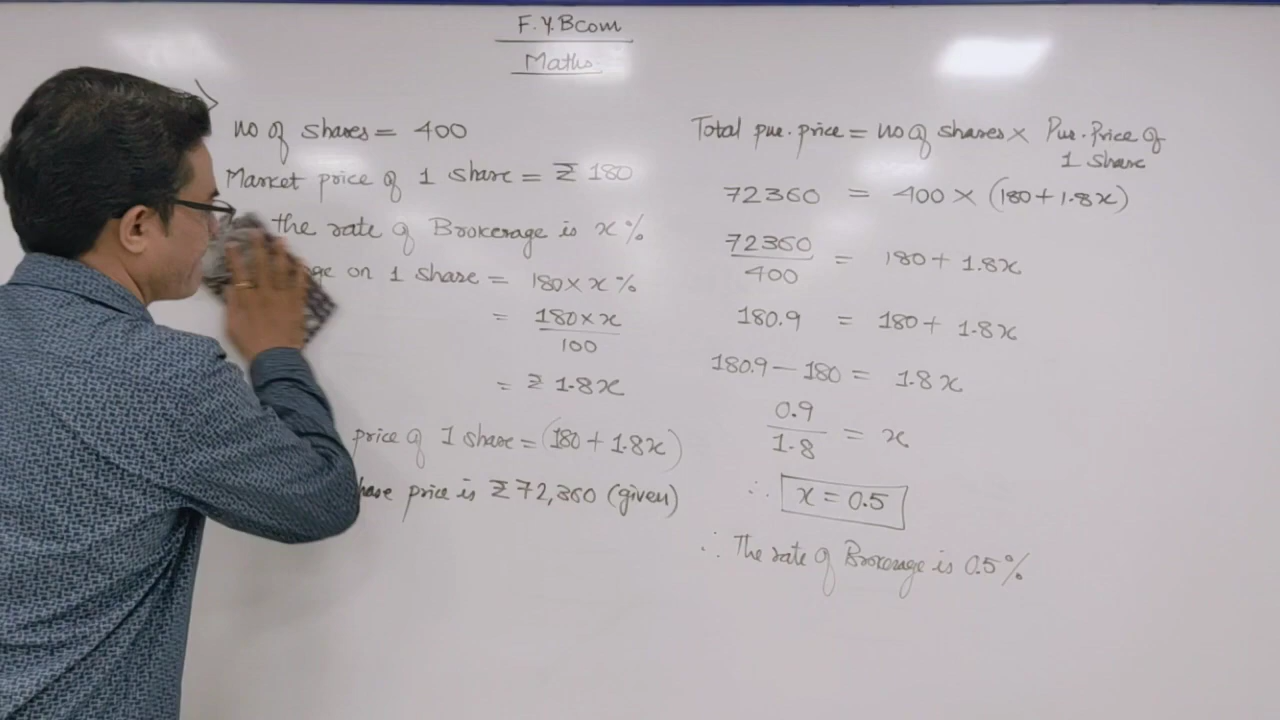 F.Y.Bcom
Maths.
no of shares = 400
Market price of 1 share = ₹ 180
the rate of Brokerage is x%
ge on 1 share = 180 × x %
= 180 × x / 100
= ₹ 1.8x
price of 1 share = (180 + 1.8x)
hase price is ₹ 72,360 (given)
Total pur. price = no of shares × Pur. Price of 1 share
72360 = 400 × (180 + 1.8x)
72360 / 400 = 180 + 1.8x
180.9 = 180 + 1.8x
180.9 – 180 = 1.8x
0.9 / 1.8 = x
∴ x = 0.5
∴ The rate of Brokerage is 0.5%